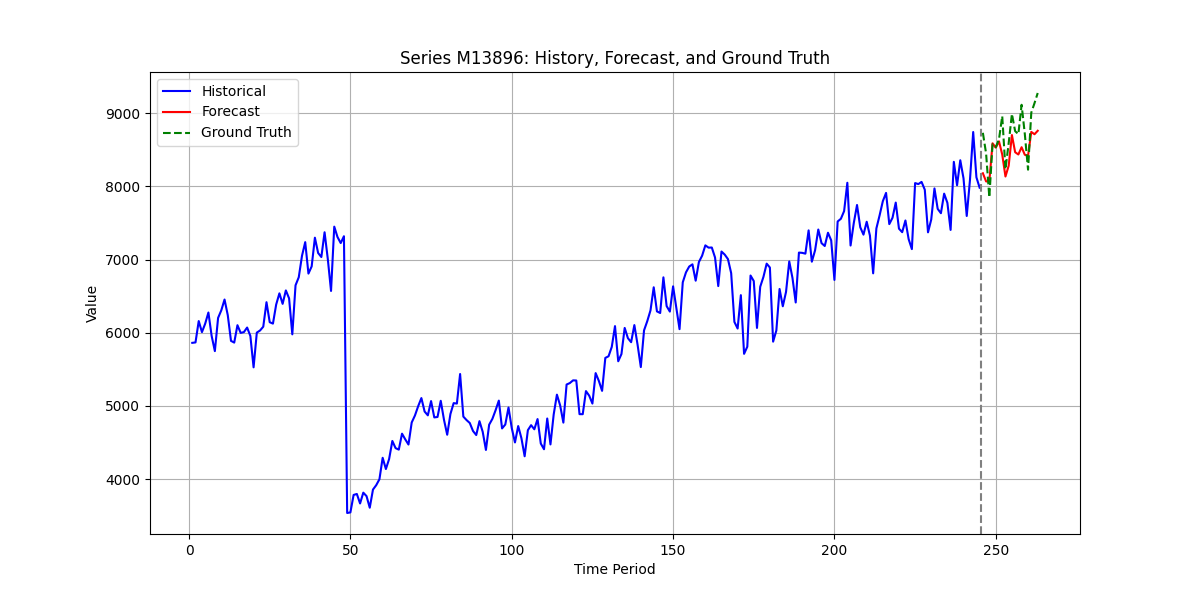 Series M13896: History, Forecast, and Ground Truth
Historical
Forecast
Ground Truth
Value
9000
8000
7000
6000
5000
4000
0
50
100
150
200
250
Time Period